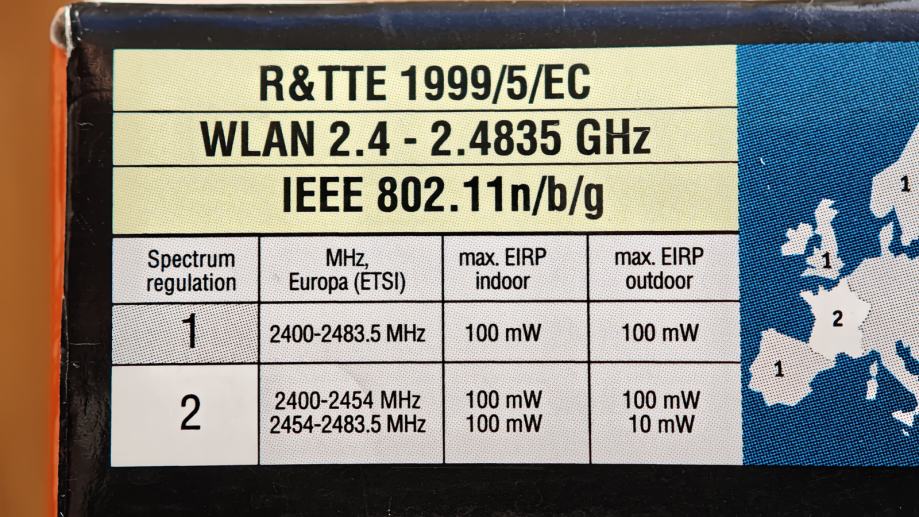 R&TTE 1999/5/EC
WLAN 2.4 - 2.4835 GHz
IEEE 802.11n/b/g
Spectrum regulation
MHz, Europa (ETSI)
max. EIRP indoor
max. EIRP outdoor
1
2400-2483.5 MHz
100 mW
100 mW
2
2400-2454 MHz
2454-2483.5 MHz
100 mW
100 mW
100 mW
10 mW
1
1
2
1